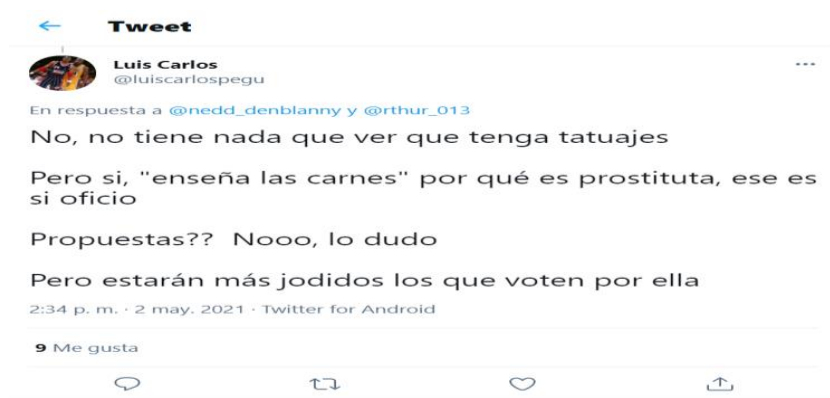 Tweet
Luis Carlos
@luiscarlospegu
En respuesta a @nedd_denblanny y @rthur_013
No, no tiene nada que ver que tenga tatuajes
Pero si, "enseña las carnes" por qué es prostituta, ese es
si oficio
Propuestas?? Nooo, lo dudo
Pero estarán más jodidos los que voten por ella
2:34 p. m. · 2 may. 2021 · Twitter for Android
9 Me gusta